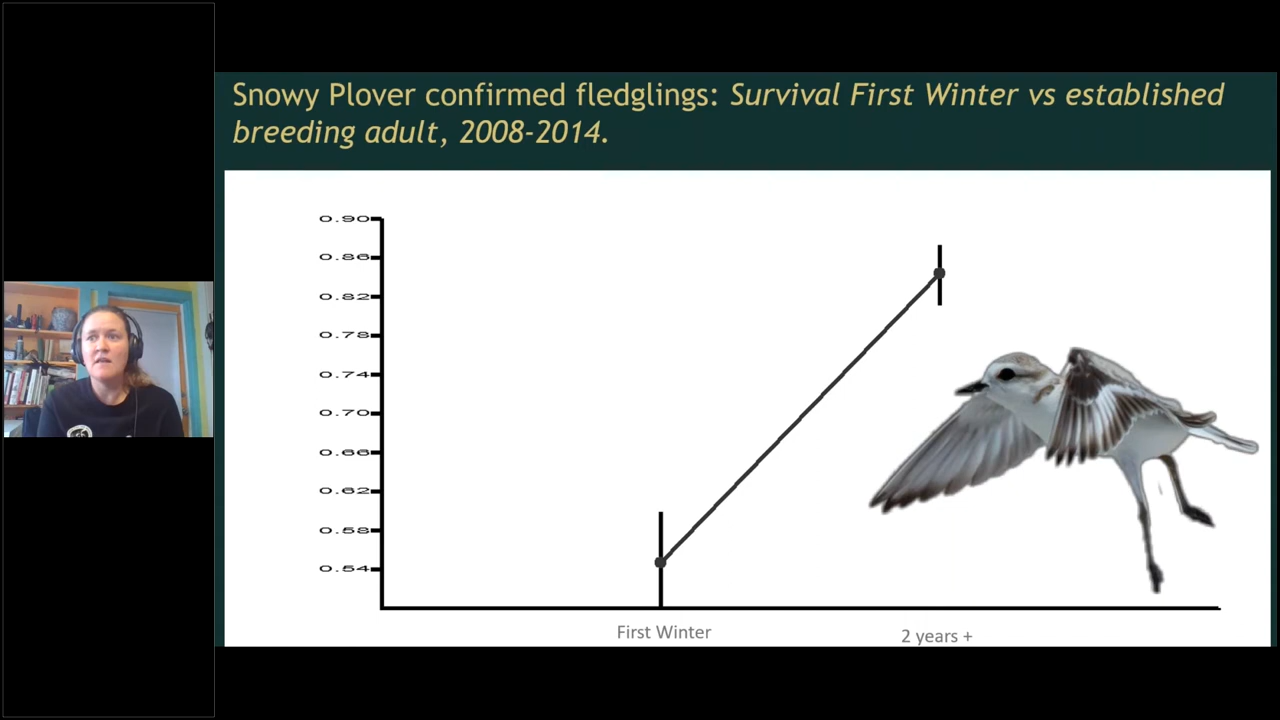 Snowy Plover confirmed fledglings: Survival First Winter vs established
breeding adult, 2008-2014.
0.90
0.86
0.82
0.78
0.74
0.70
0.66
0.62
0.58
0.54
First Winter
2 years +